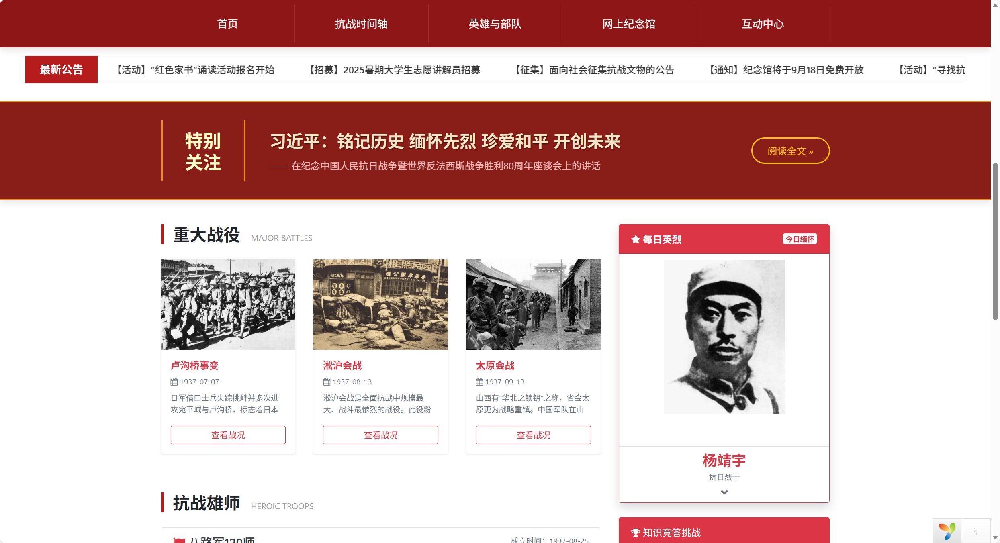 首页
抗战时间轴
英雄与部队
网上纪念馆
互动中心
最新公告
【活动】“红色家书”诵读活动报名开始
【招募】2025暑期大学生志愿讲解员招募
【征集】面向社会征集抗战文物的公告
【通知】纪念馆将于9月18日免费开放
【活动】“寻找抗
特别
关注
习近平：铭记历史 缅怀先烈 珍爱和平 开创未来
—— 在纪念中国人民抗日战争暨世界反法西斯战争胜利80周年座谈会上的讲话
阅读全文 »
重大战役 MAJOR BATTLES
卢沟桥事变
1937-07-07
日军借口士兵失踪挑衅并多次进
攻宛平城与卢沟桥，标志着日本
查看战况
淞沪会战
1937-08-13
淞沪会战是全面抗战中规模最
大、战斗最惨烈的战役。此役粉
查看战况
太原会战
1937-09-13
山西有“华北之锁钥”之称，省会太
原更为战略重镇。中国军队在山
查看战况
每日英烈
今日缅怀
杨靖宇
抗日烈士
抗战雄师 HEROIC TROOPS
八路军120师
成立时间：1937-08-25
知识竞答挑战